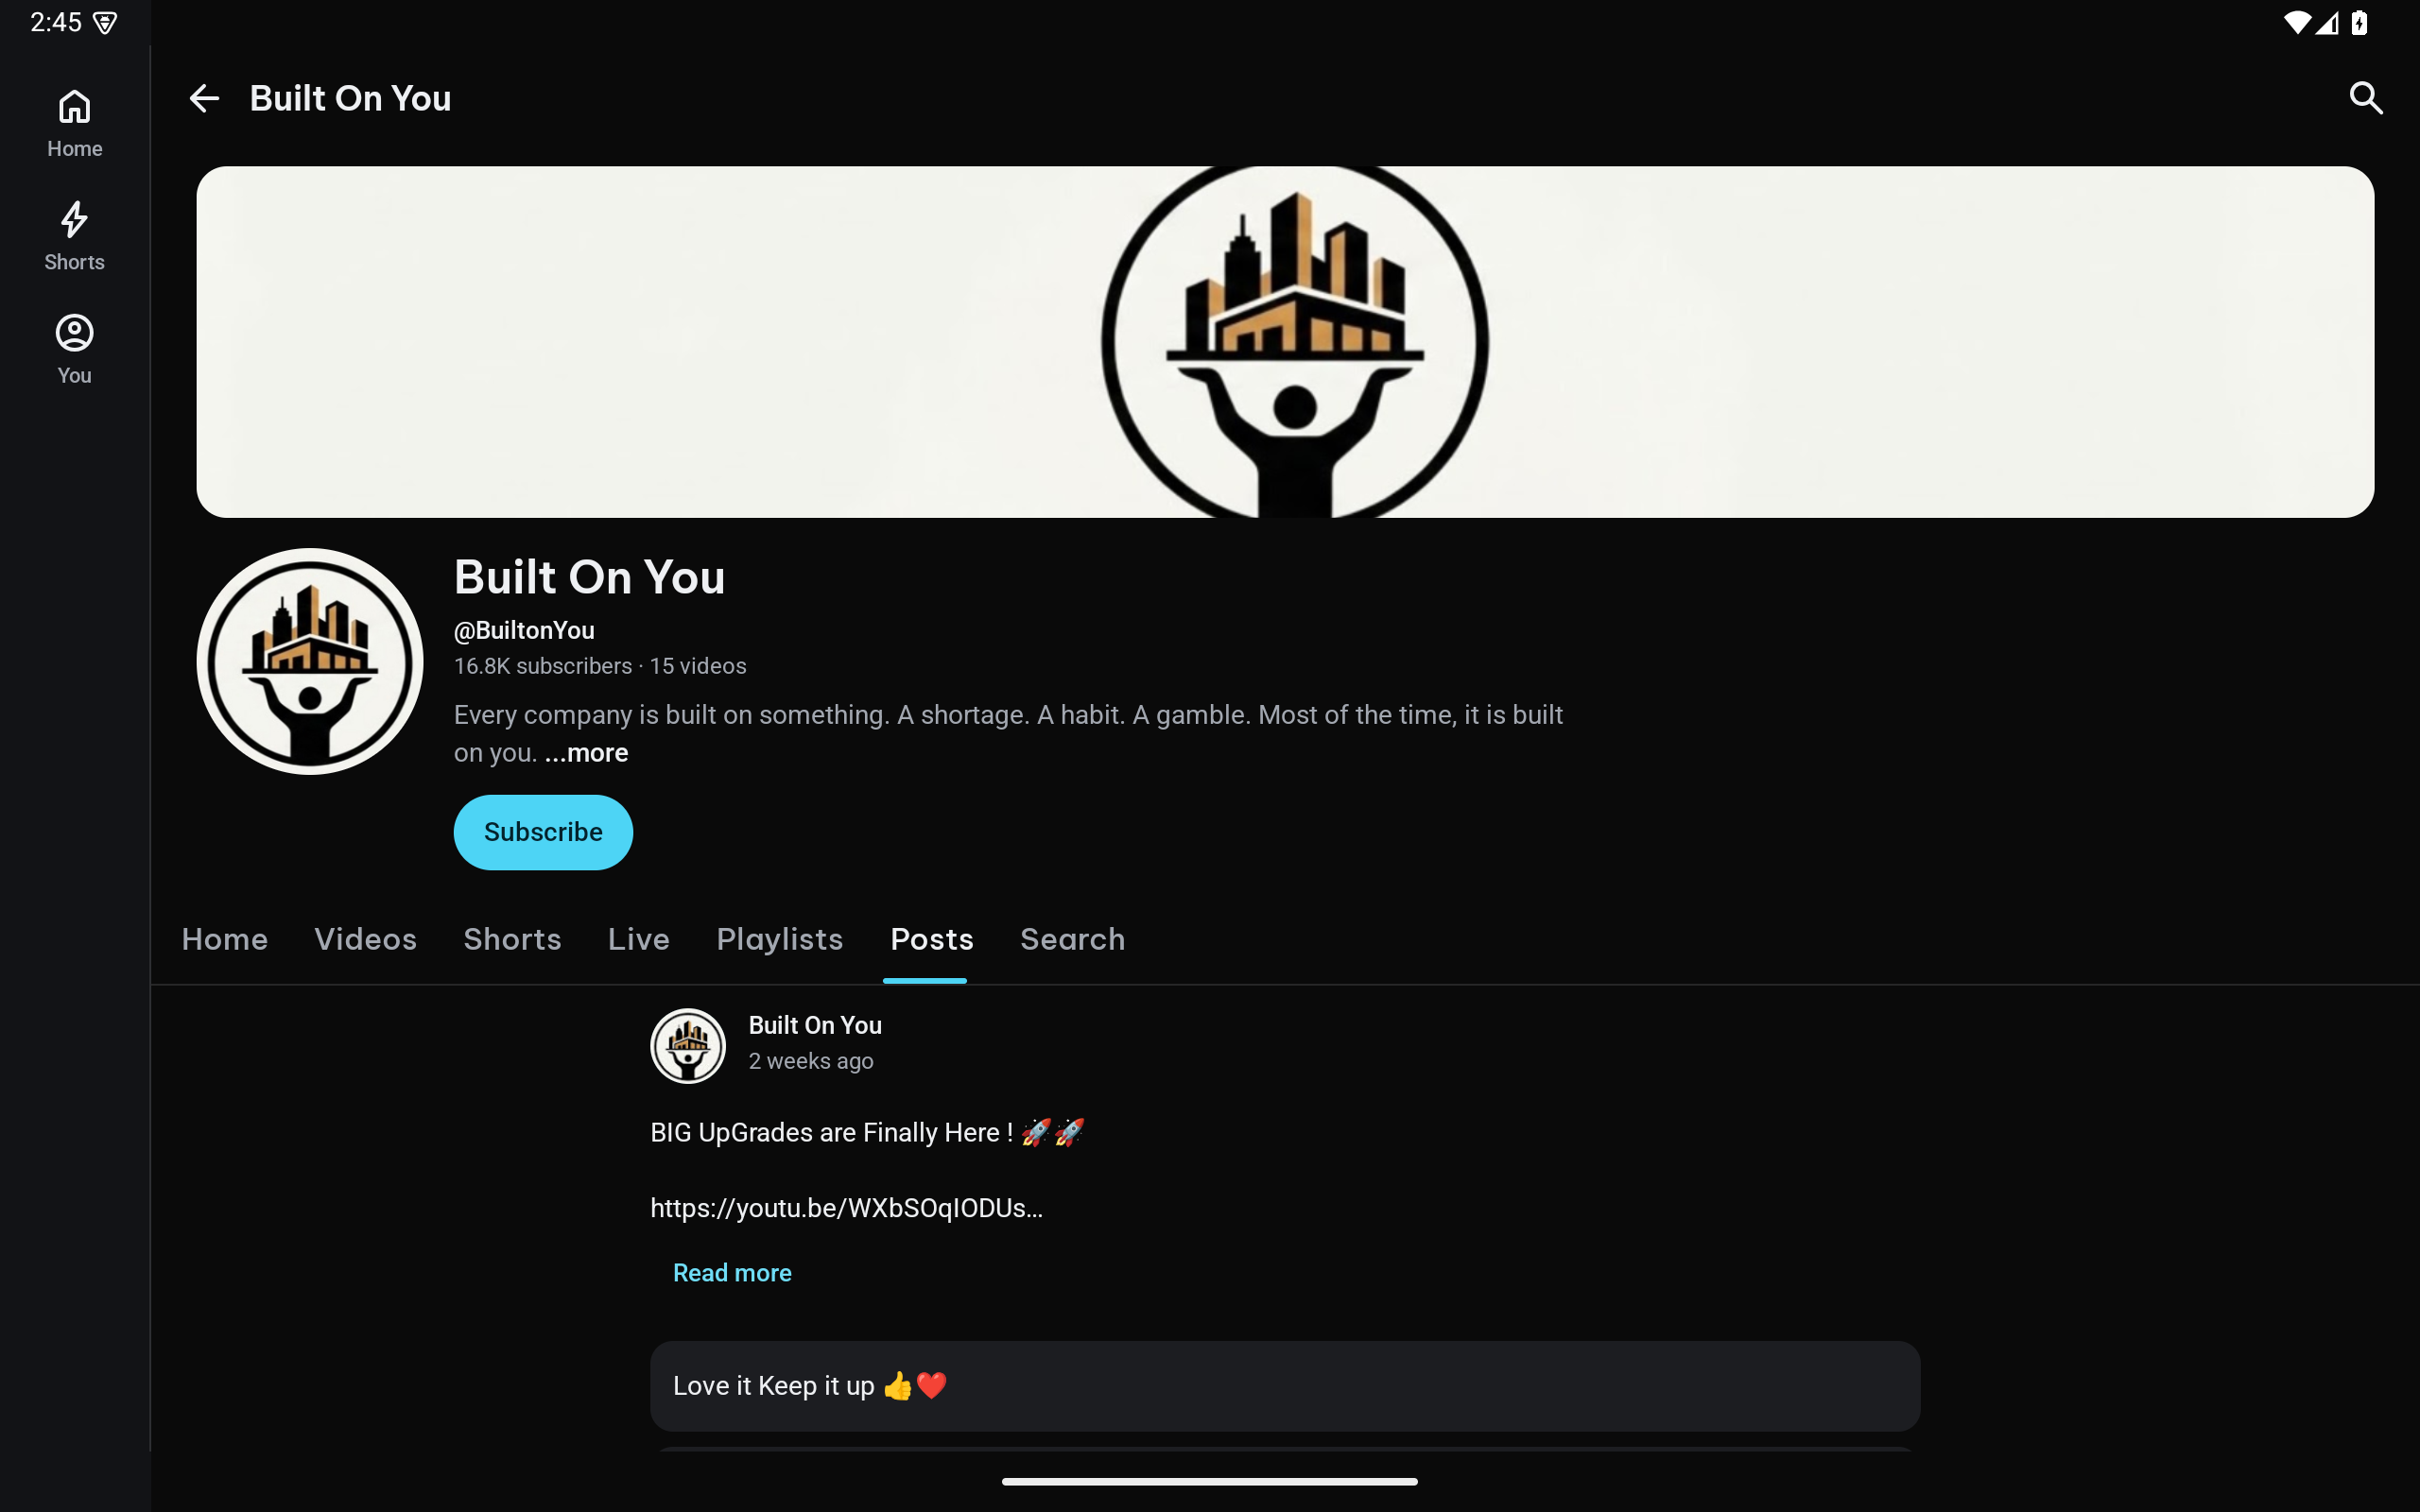 2:45
Home
Shorts
You
Built On You
Built On You
@BuiltonYou
16.8K subscribers · 15 videos
Every company is built on something. A shortage. A habit. A gamble. Most of the time, it is built
on you. ...more
Subscribe
Home Videos Shorts Live Playlists Posts Search
Built On You
2 weeks ago
BIG UpGrades are Finally Here ! 🚀🚀
https://youtu.be/WXbSOqIODUs...
Read more
Love it Keep it up 👍❤️